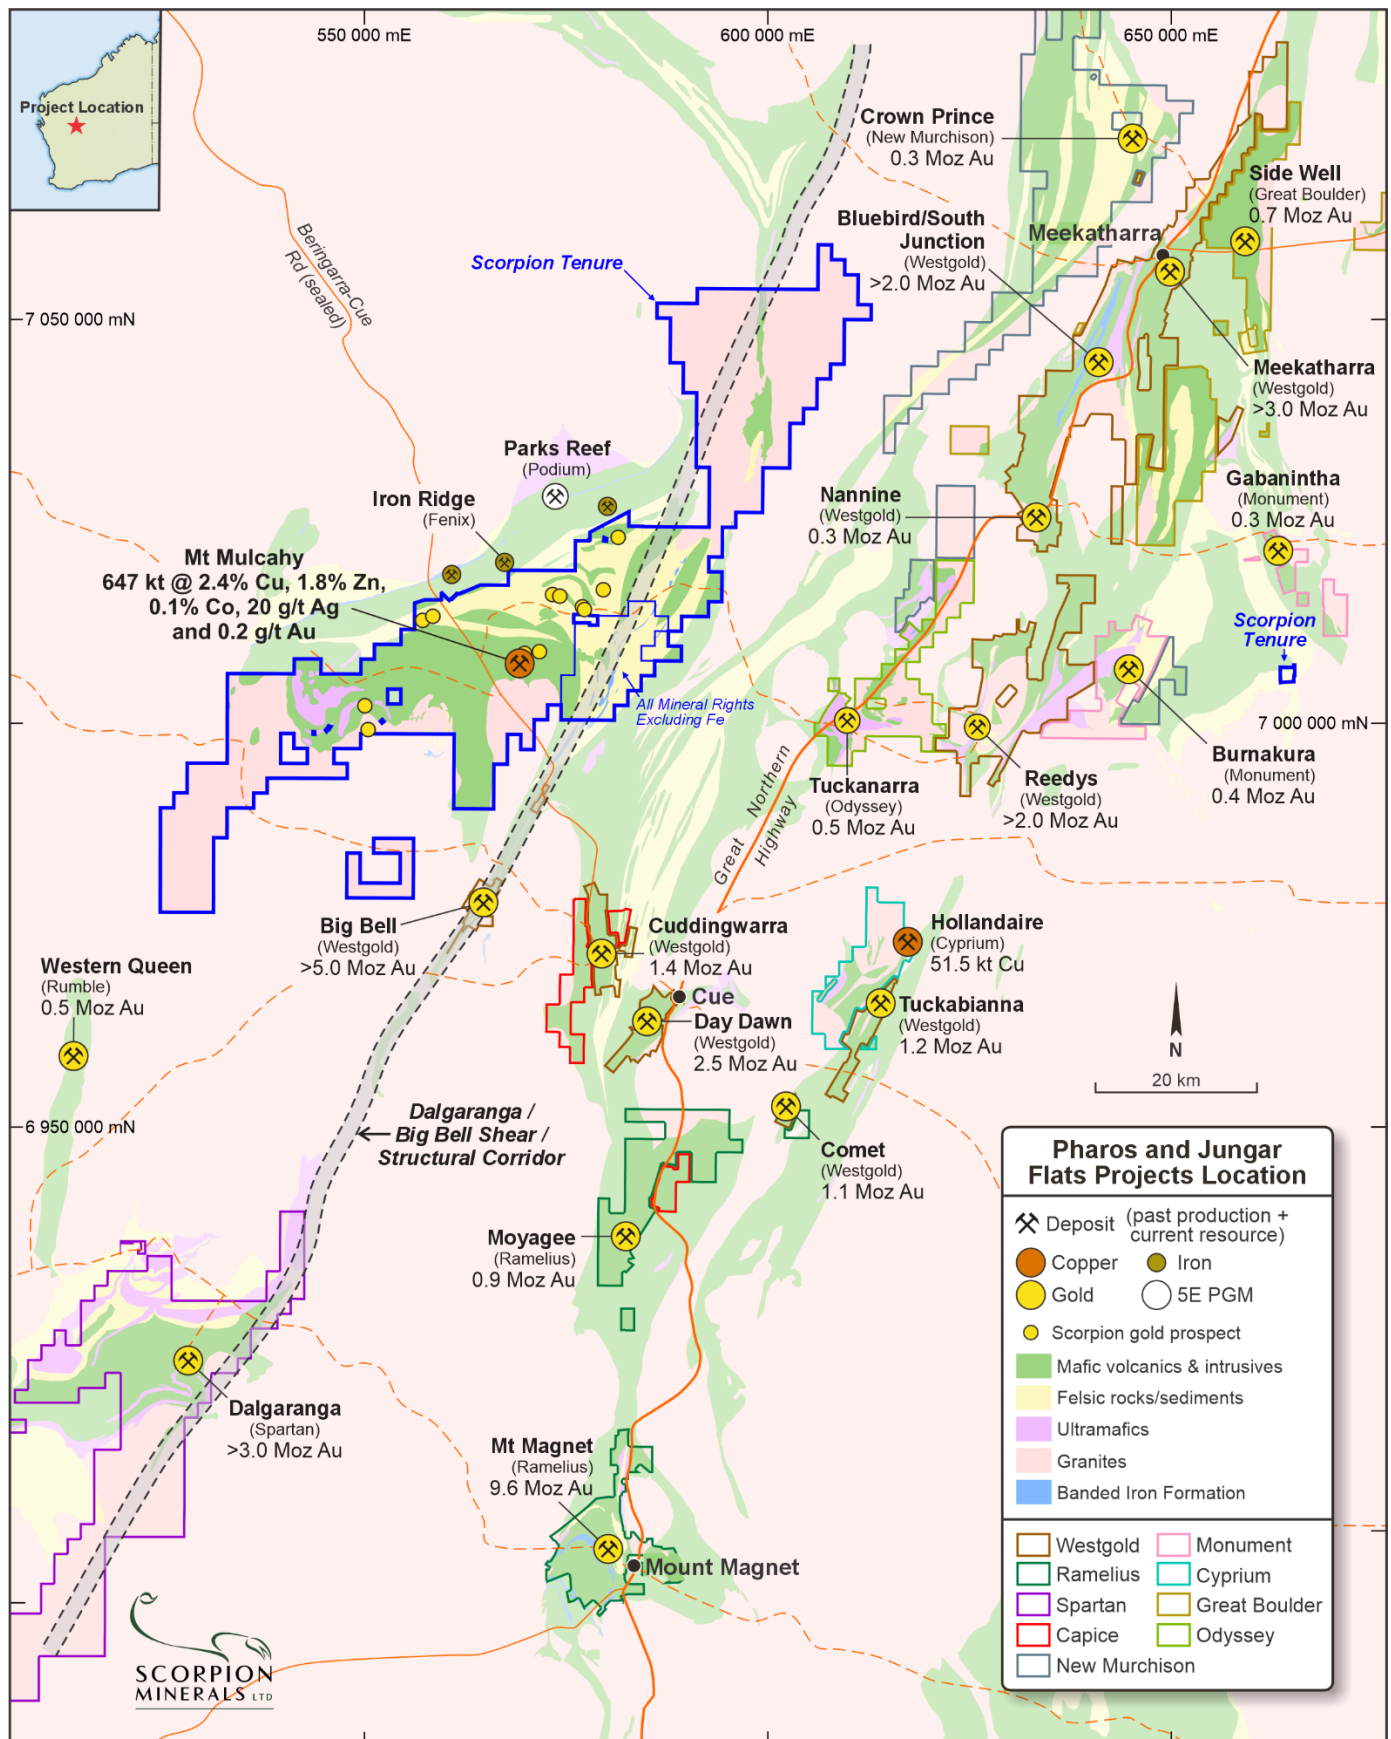 550 000 mE
600 000 mE
650 000 mE
Project Location
Crown Prince
(New Murchison)
0.3 Moz Au
Side Well
(Great Boulder)
0.7 Moz Au
Bluebird/South
Junction
(Westgold)
>2.0 Moz Au
Meekatharra
Beringarra-Cue
Rd (sealed)
Scorpion Tenure
7 050 000 mN
Meekatharra
(Westgold)
>3.0 Moz Au
Parks Reef
(Podium)
Iron Ridge
(Fenix)
Nannine
(Westgold)
0.3 Moz Au
Gabanintha
(Monument)
0.3 Moz Au
Mt Mulcahy
647 kt @ 2.4% Cu, 1.8% Zn,
0.1% Co, 20 g/t Ag
and 0.2 g/t Au
Scorpion
Tenure
All Mineral Rights
Excluding Fe
7 000 000 mN
Burnakura
(Monument)
0.4 Moz Au
Tuckanarra
(Odyssey)
0.5 Moz Au
Reedys
(Westgold)
>2.0 Moz Au
Great Northern
Highway
Big Bell
(Westgold)
>5.0 Moz Au
Cuddingwarra
(Westgold)
1.4 Moz Au
Hollandaire
(Cyprium)
51.5 kt Cu
Western Queen
(Rumble)
0.5 Moz Au
Cue
Day Dawn
(Westgold)
2.5 Moz Au
Tuckabianna
(Westgold)
1.2 Moz Au
N
20 km
6 950 000 mN
Dalgaranga /
Big Bell Shear /
Structural Corridor
Comet
(Westgold)
1.1 Moz Au
Moyagee
(Ramelius)
0.9 Moz Au
Dalgaranga
(Spartan)
>3.0 Moz Au
Mt Magnet
(Ramelius)
9.6 Moz Au
Mount Magnet
SCORPION
MINERALS LTD
Pharos and Jungar
Flats Projects Location
Deposit (past production +
current resource)
Copper
Iron
Gold
5E PGM
Scorpion gold prospect
Mafic volcanics & intrusives
Felsic rocks/sediments
Ultramafics
Granites
Banded Iron Formation
Westgold
Monument
Ramelius
Cyprium
Spartan
Great Boulder
Capice
Odyssey
New Murchison